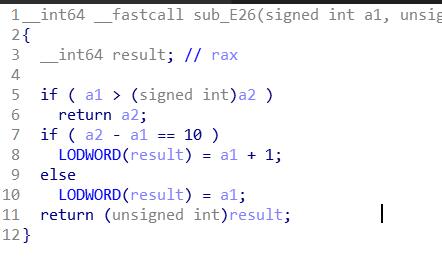 1 __int64 __fastcall sub_E26(signed int a1, unsig
2 {
3   __int64 result; // rax
4
5   if ( a1 > (signed int)a2 )
6     return a2;
7   if ( a2 - a1 == 10 )
8     LODWORD(result) = a1 + 1;
9   else
10     LODWORD(result) = a1;
11   return (unsigned int)result;
12 }